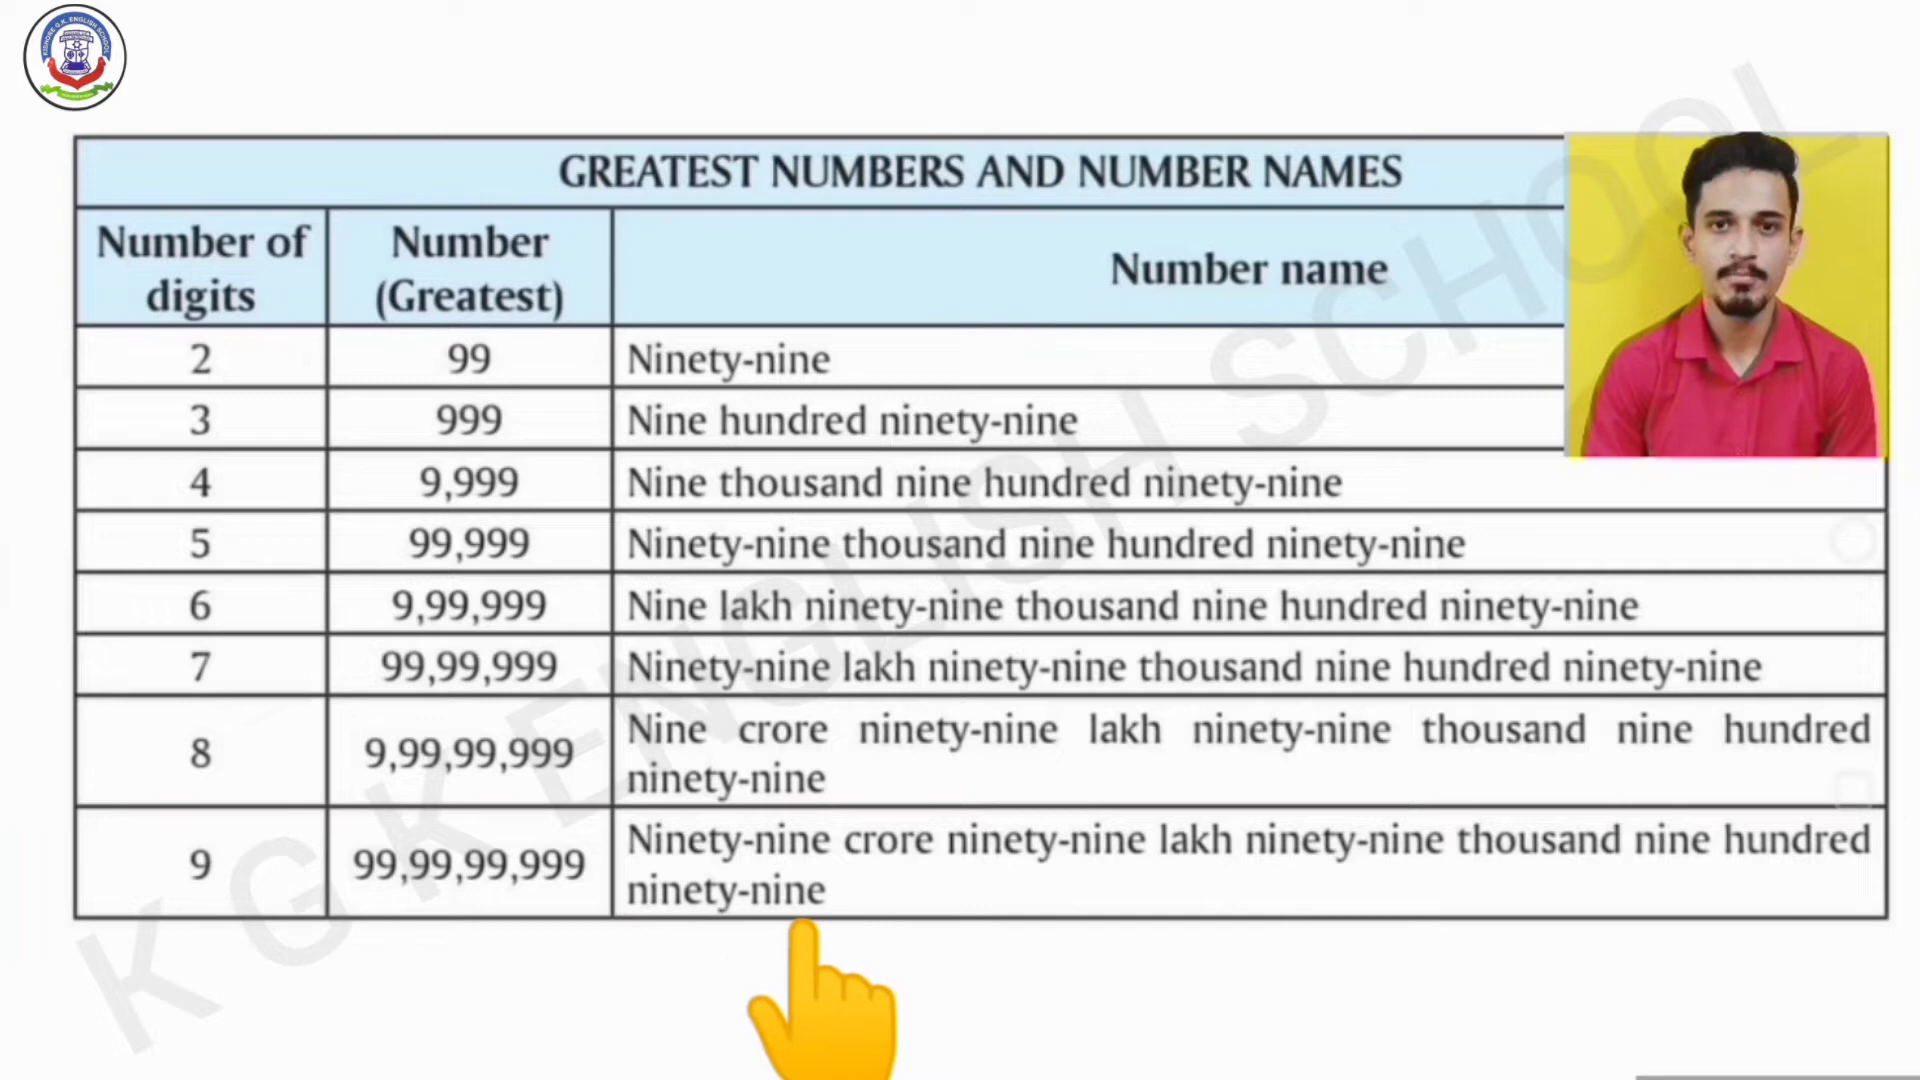 KISHORE G.K. ENGLISH SCHOOL
GREATEST NUMBERS AND NUMBER NAMES
Number of digits
Number (Greatest)
Number name
2 99 Ninety-nine
3 999 Nine hundred ninety-nine
4 9,999 Nine thousand nine hundred ninety-nine
5 99,999 Ninety-nine thousand nine hundred ninety-nine
6 9,99,999 Nine lakh ninety-nine thousand nine hundred ninety-nine
7 99,99,999 Ninety-nine lakh ninety-nine thousand nine hundred ninety-nine
8 9,99,99,999 Nine crore ninety-nine lakh ninety-nine thousand nine hundred
ninety-nine
9 99,99,99,999 Ninety-nine crore ninety-nine lakh ninety-nine thousand nine hundred
ninety-nine
K G K ENGLISH SCHOOL